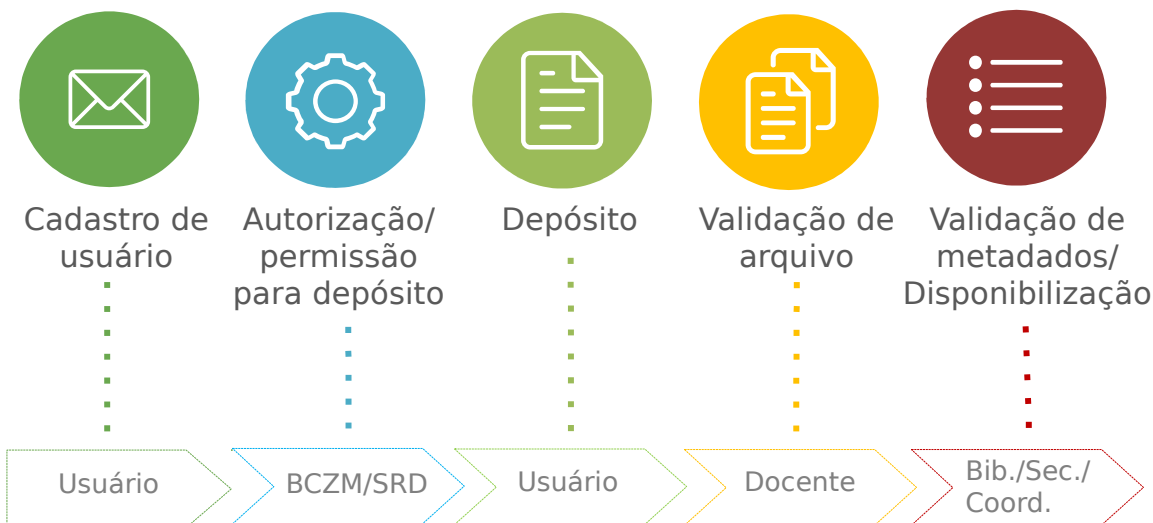 Cadastro de
usuário
Autorização/
permissão
para depósito
Depósito
Validação de
arquivo
Validação de
metadados/
Disponibilização
Usuário
BCZM/SRD
Usuário
Docente
Bib./Sec./
Coord.